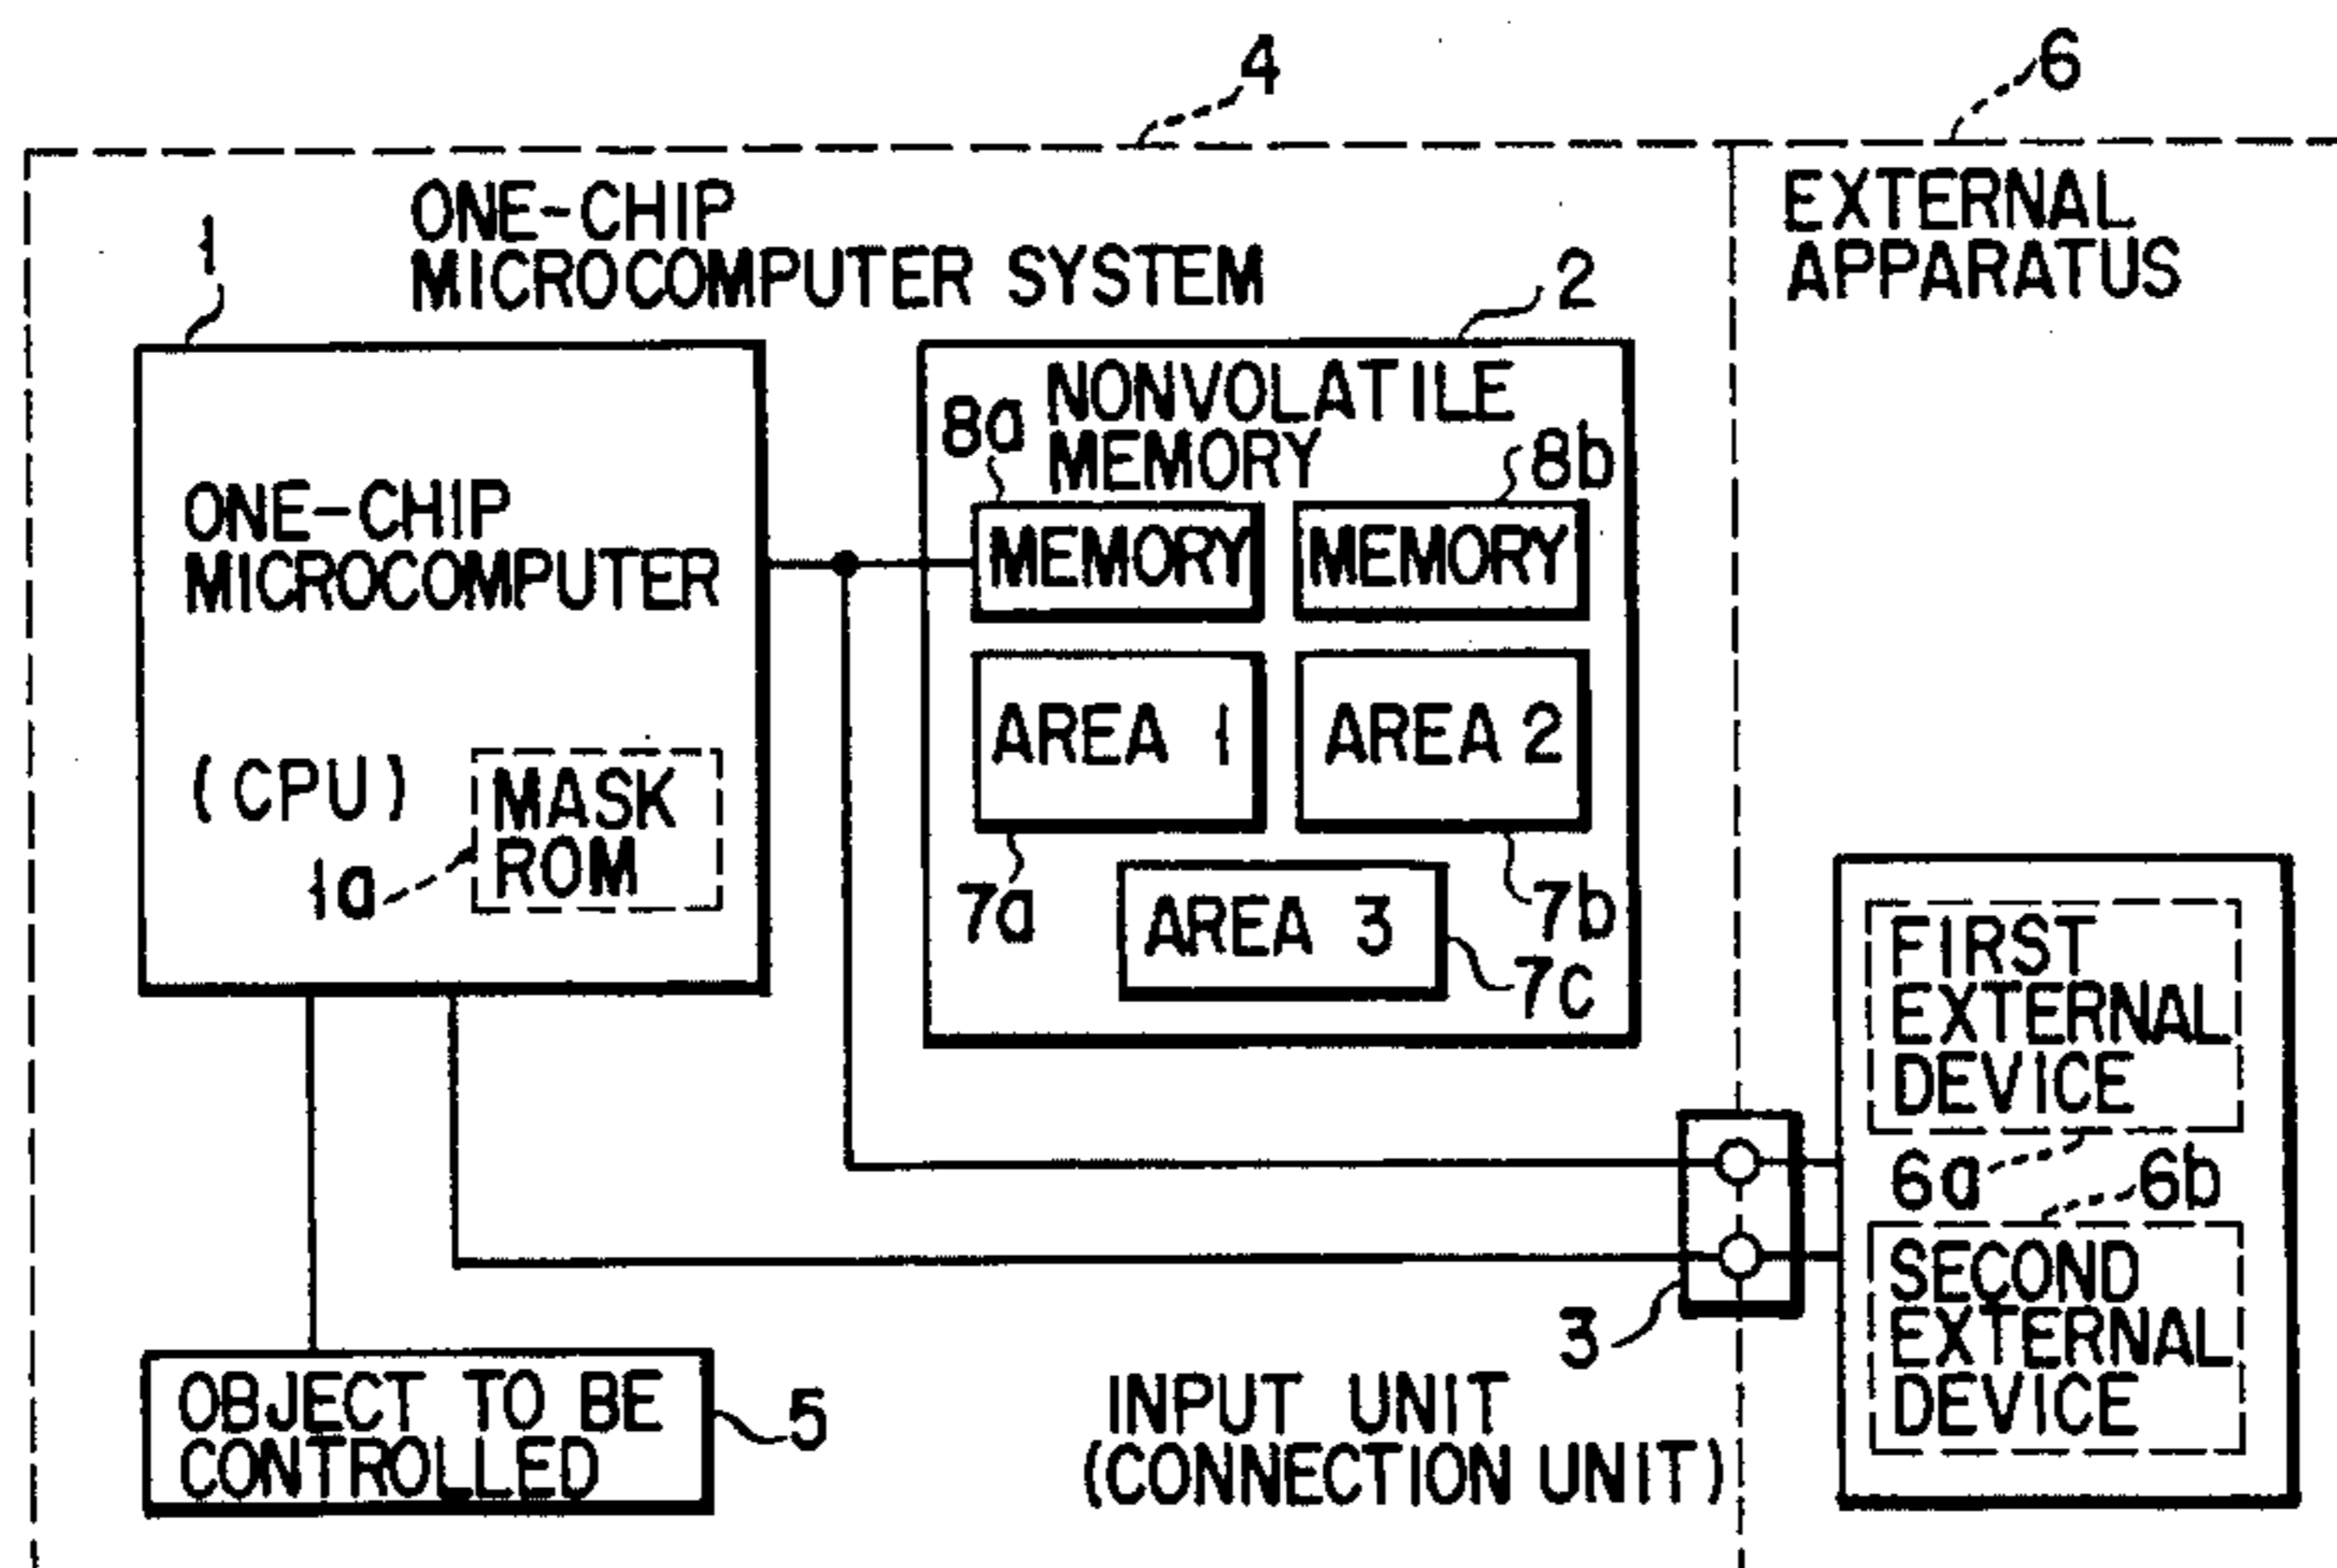 4
6
ONE-CHIP
MICROCOMPUTER SYSTEM
EXTERNAL
APPARATUS
1
2
NONVOLATILE
MEMORY
8a
8b
ONE-CHIP
MICROCOMPUTER
MEMORY
MEMORY
AREA 1
AREA 2
(CPU)
MASK
ROM
1a
7a
7b
AREA 3
7c
FIRST
EXTERNAL
DEVICE
6a
6b
SECOND
EXTERNAL
DEVICE
3
OBJECT TO BE
CONTROLLED
5
INPUT UNIT
(CONNECTION UNIT)